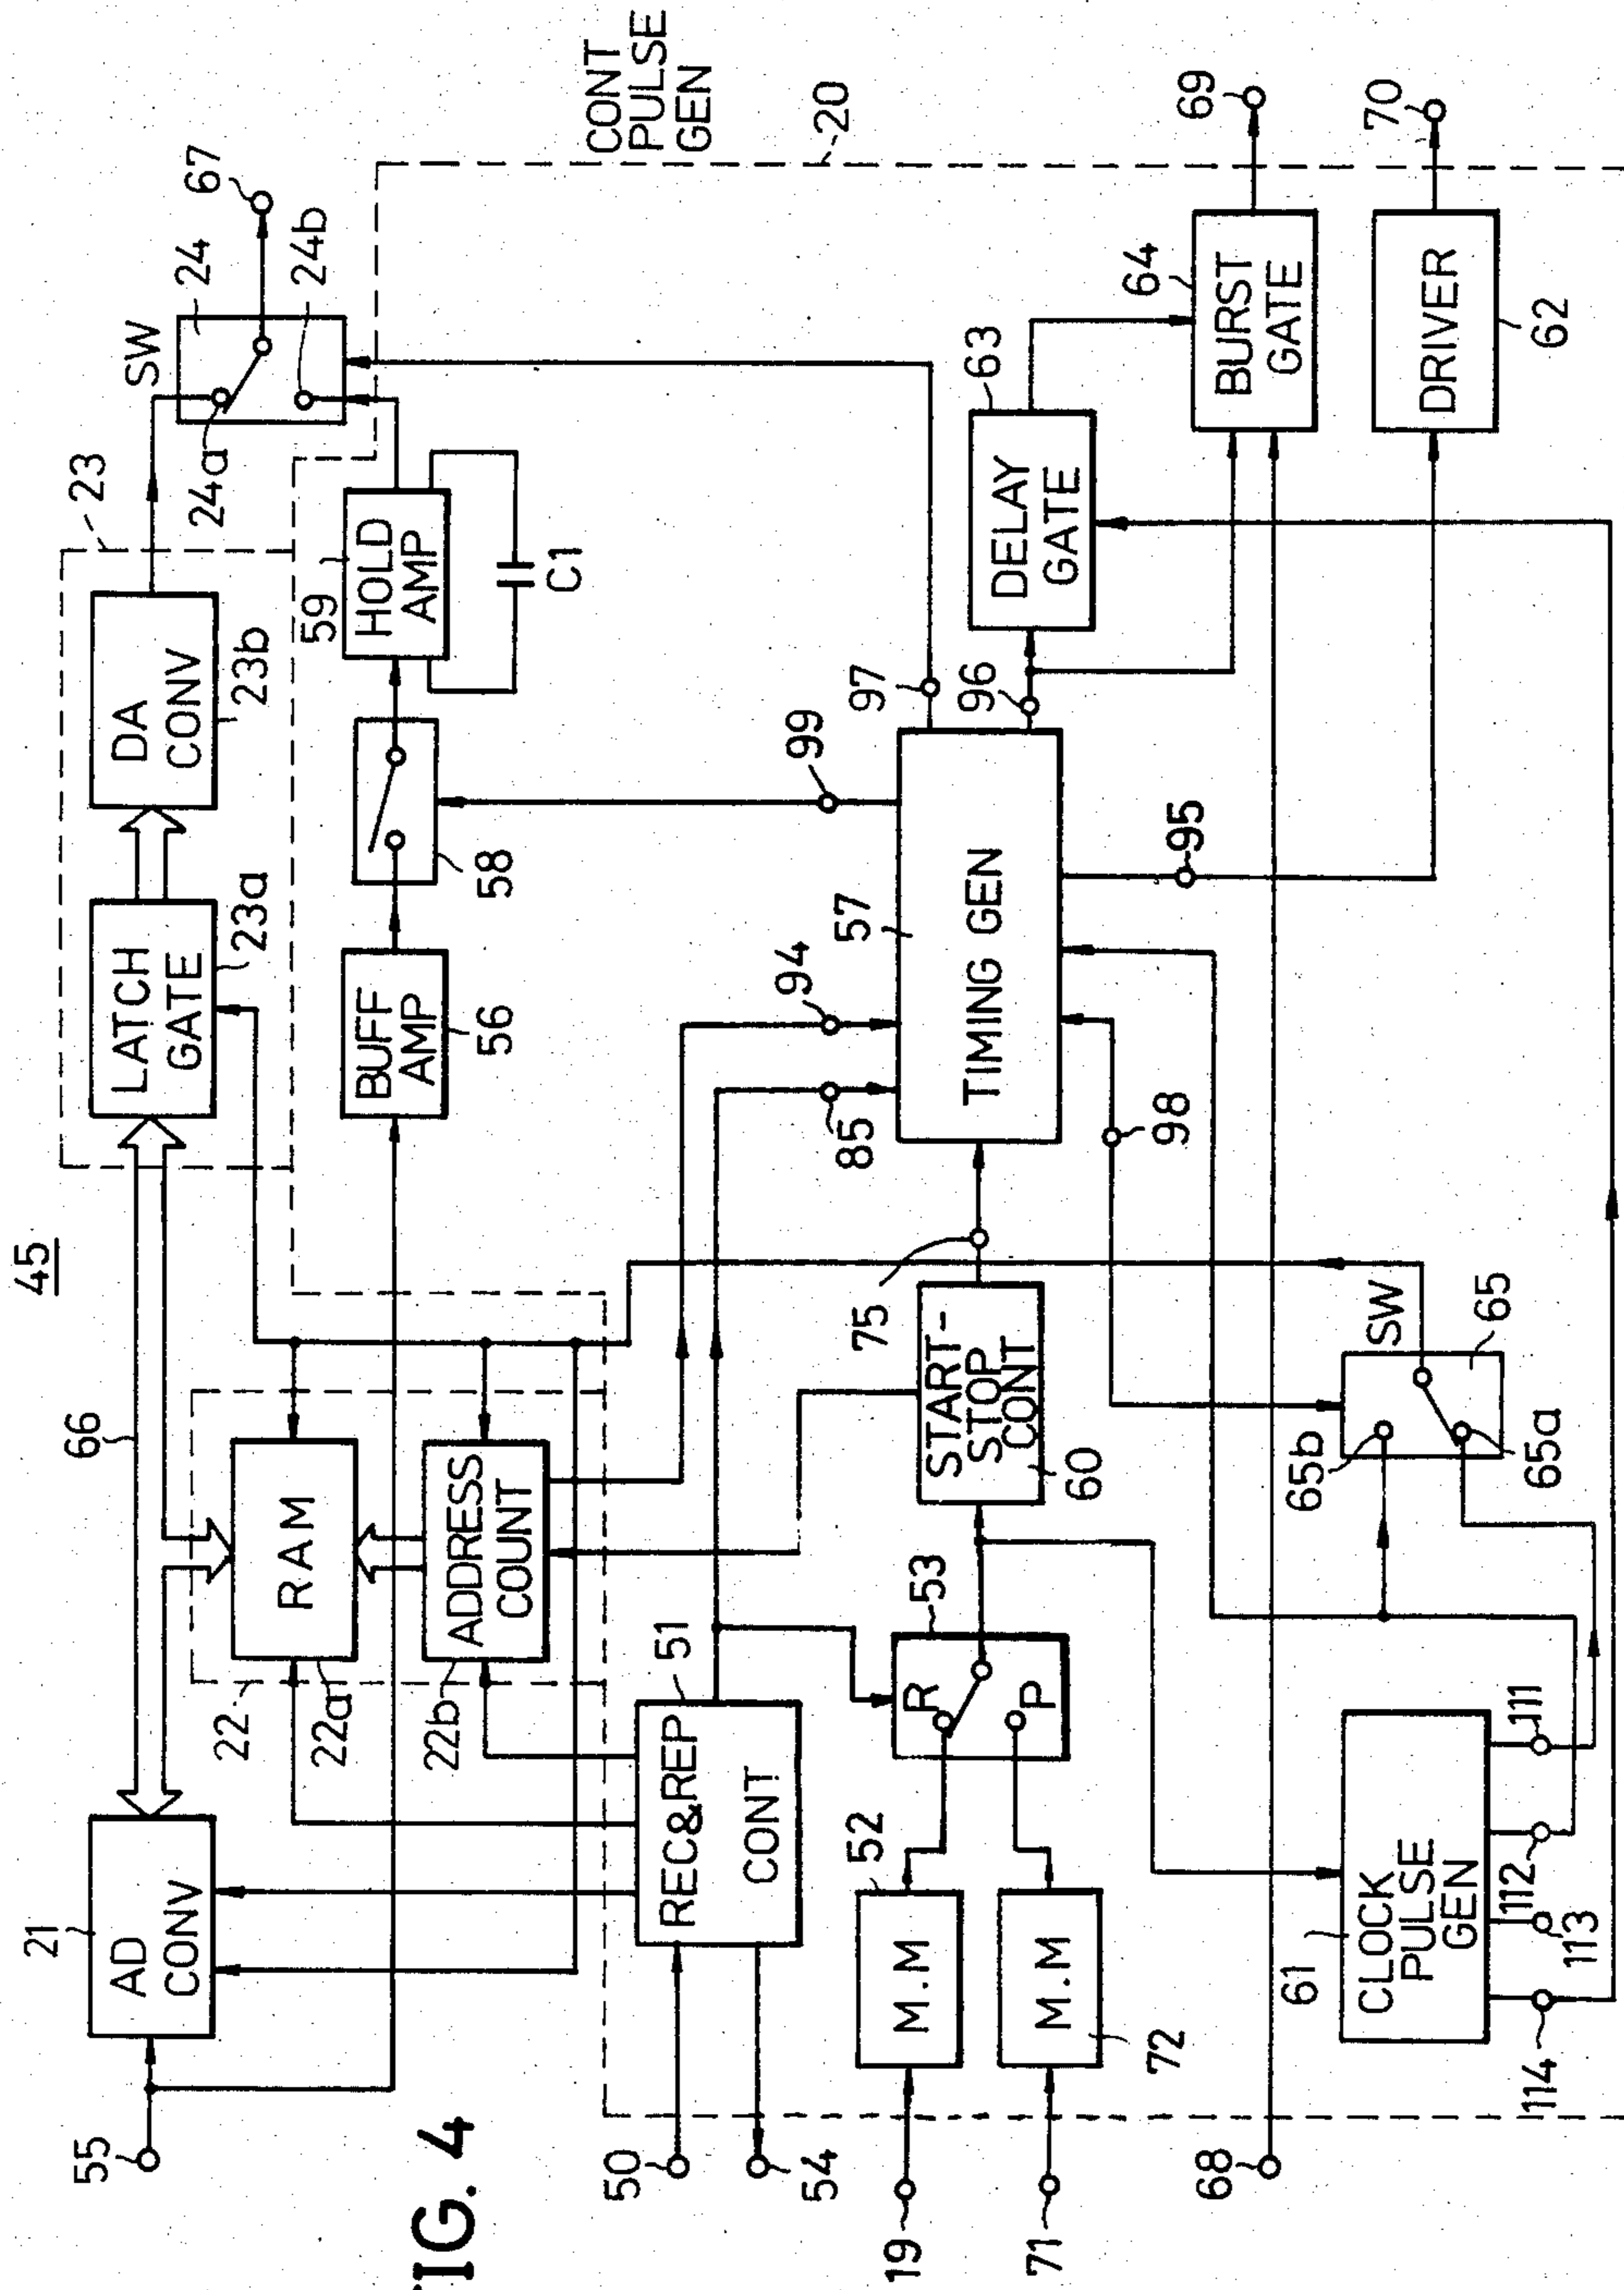 FIG. 4
45
55
21
AD
CONV
66
22
RAM
22a
ADDRESS
COUNT
22b
23
LATCH
GATE
23a
DA
CONV
23b
SW
24
24a
24b
67
BUFF
AMP
56
58
59
HOLD
AMP
C1
CONT
PULSE
GEN
20
50
54
51
REC&REP
CONT
19
52
M.M
71
M.M
72
53
R
P
START-
STOP
CONT
60
75
85
94
99
57
TIMING GEN
97
96
98
95
63
DELAY
GATE
64
BURST
GATE
69
DRIVER
62
70
68
61
CLOCK
PULSE
GEN
114
113
112
111
SW
65
65b
65a